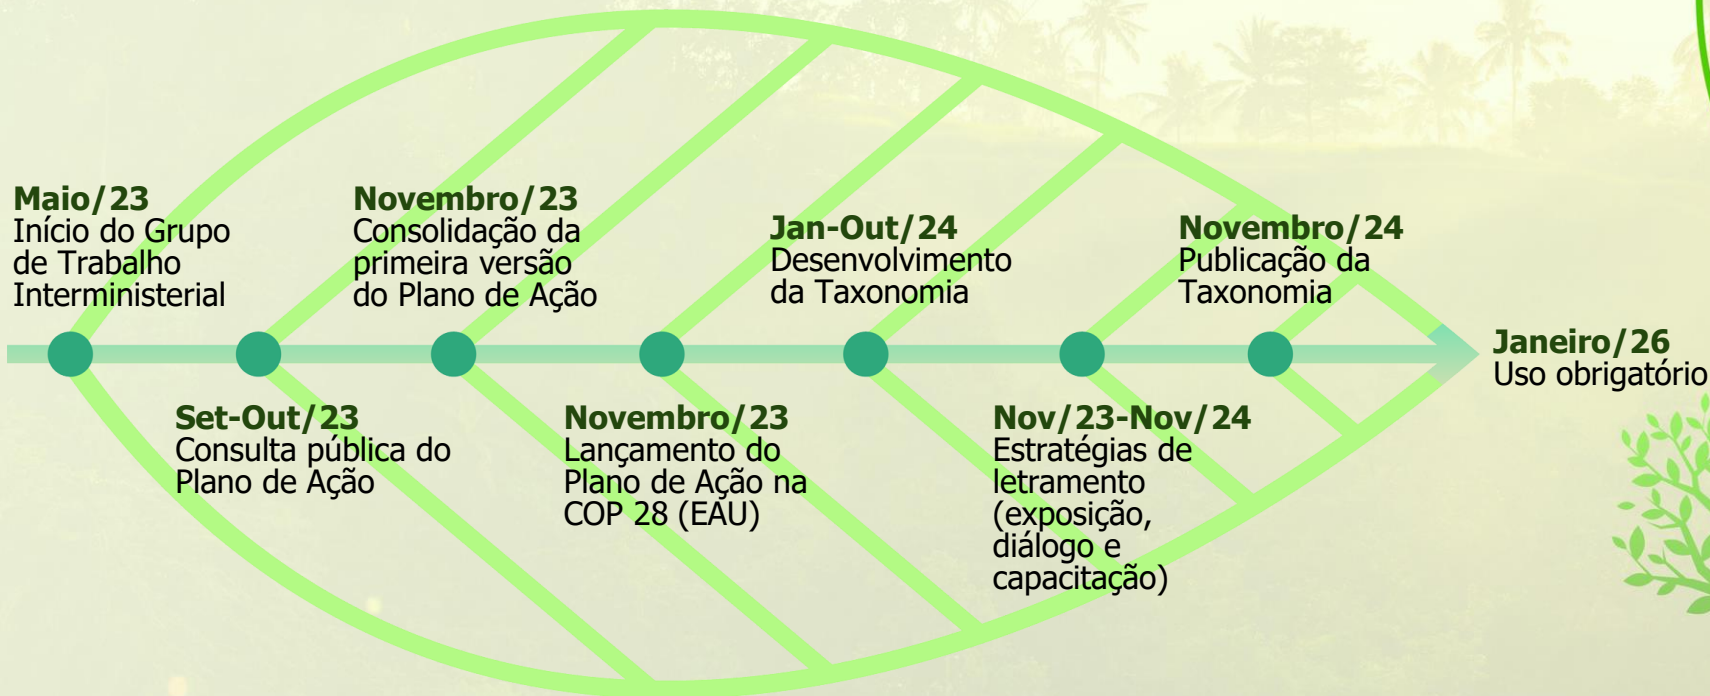 Maio/23
Início do Grupo
de Trabalho
Interministerial
Set-Out/23
Consulta pública do
Plano de Ação
Novembro/23
Consolidação da
primeira versão
do Plano de Ação
Novembro/23
Lançamento do
Plano de Ação na
COP 28 (EAU)
Jan-Out/24
Desenvolvimento
da Taxonomia
Nov/23-Nov/24
Estratégias de
letramento
(exposição,
diálogo e
capacitação)
Novembro/24
Publicação da
Taxonomia
Janeiro/26
Uso obrigatório